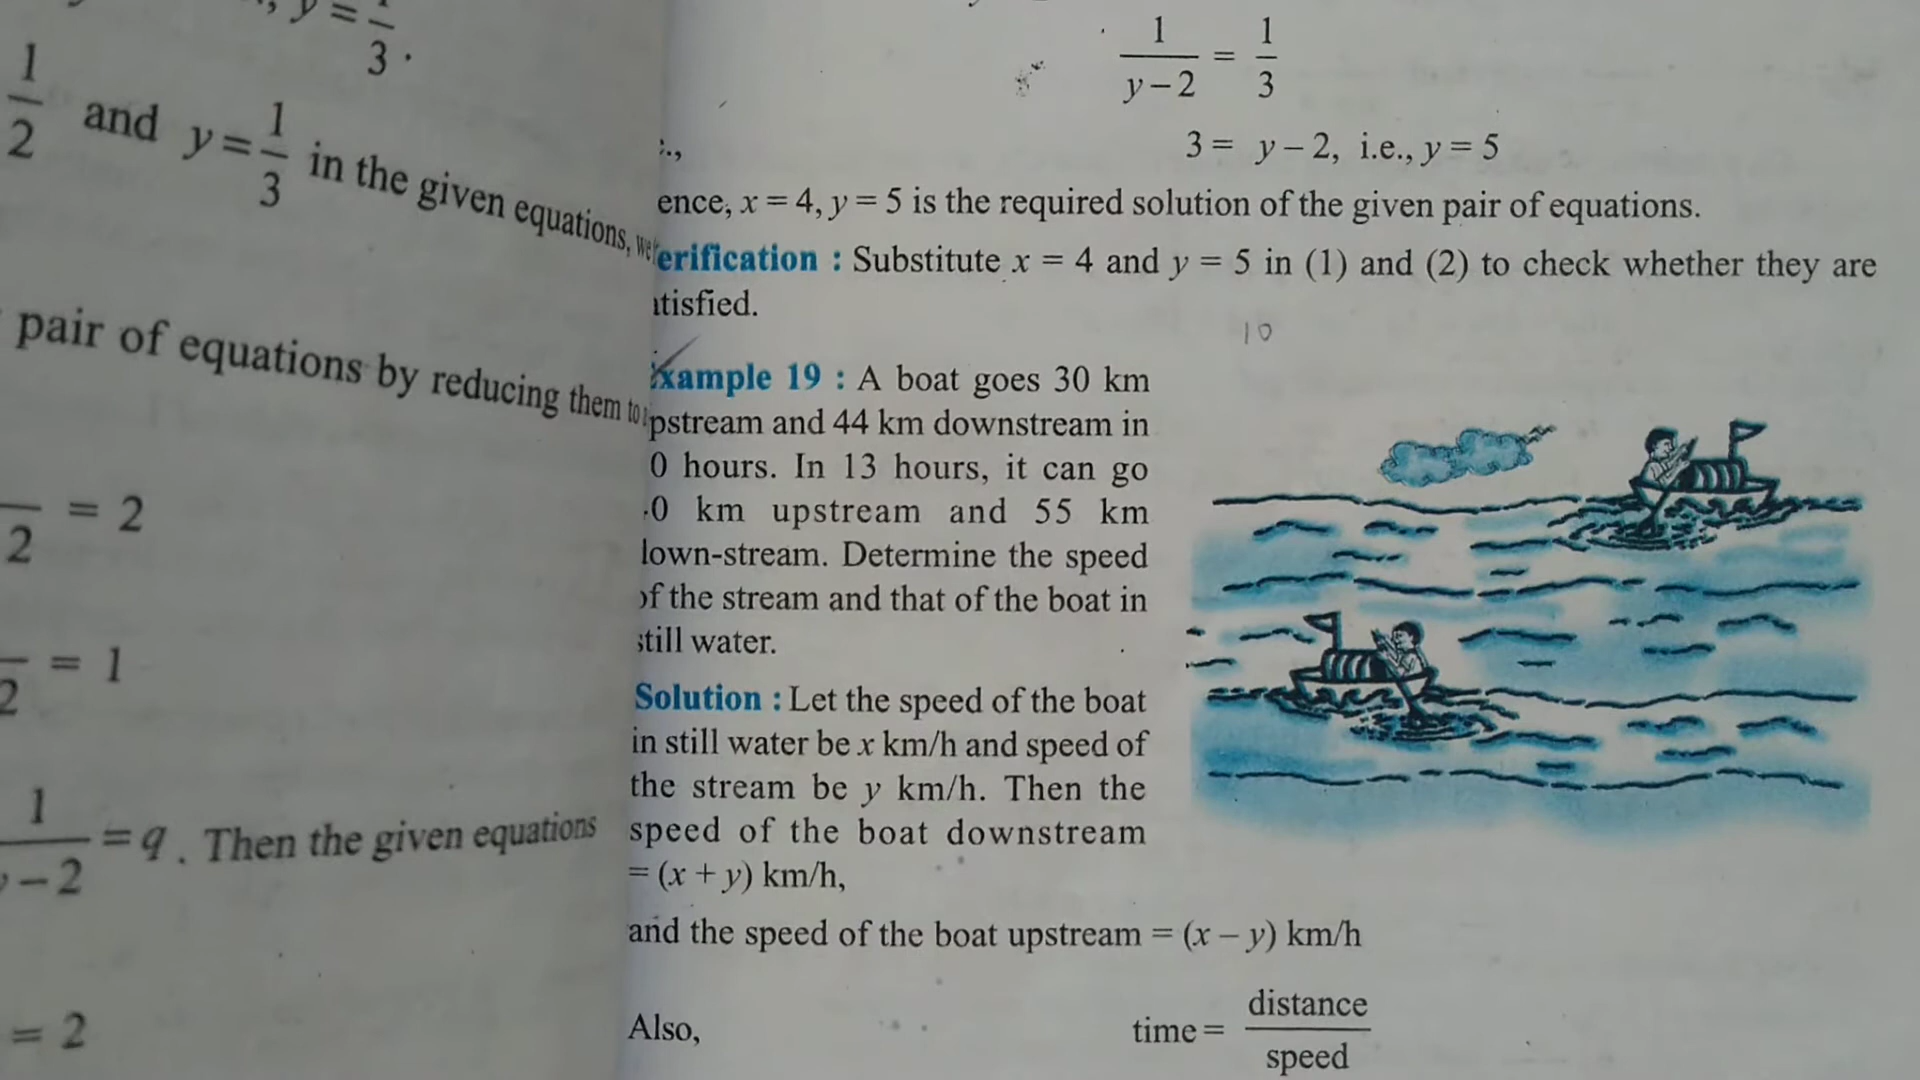 , y = 1/3.
1/2 and y = 1/3 in the given equations, we
pair of equations by reducing them to
2 = 2
2 = 1
1/y – 2 = q. Then the given equations
= 2
1/(y – 2) = 1/3
3 = y – 2, i.e., y = 5
ence, x = 4, y = 5 is the required solution of the given pair of equations.
erification : Substitute x = 4 and y = 5 in (1) and (2) to check whether they are
atisfied.
10
Example 19 : A boat goes 30 km
pstream and 44 km downstream in
0 hours. In 13 hours, it can go
0 km upstream and 55 km
down-stream. Determine the speed
of the stream and that of the boat in
still water.
Solution : Let the speed of the boat
in still water be x km/h and speed of
the stream be y km/h. Then the
speed of the boat downstream
= (x + y) km/h,
and the speed of the boat upstream = (x – y) km/h
Also, time = distance/speed